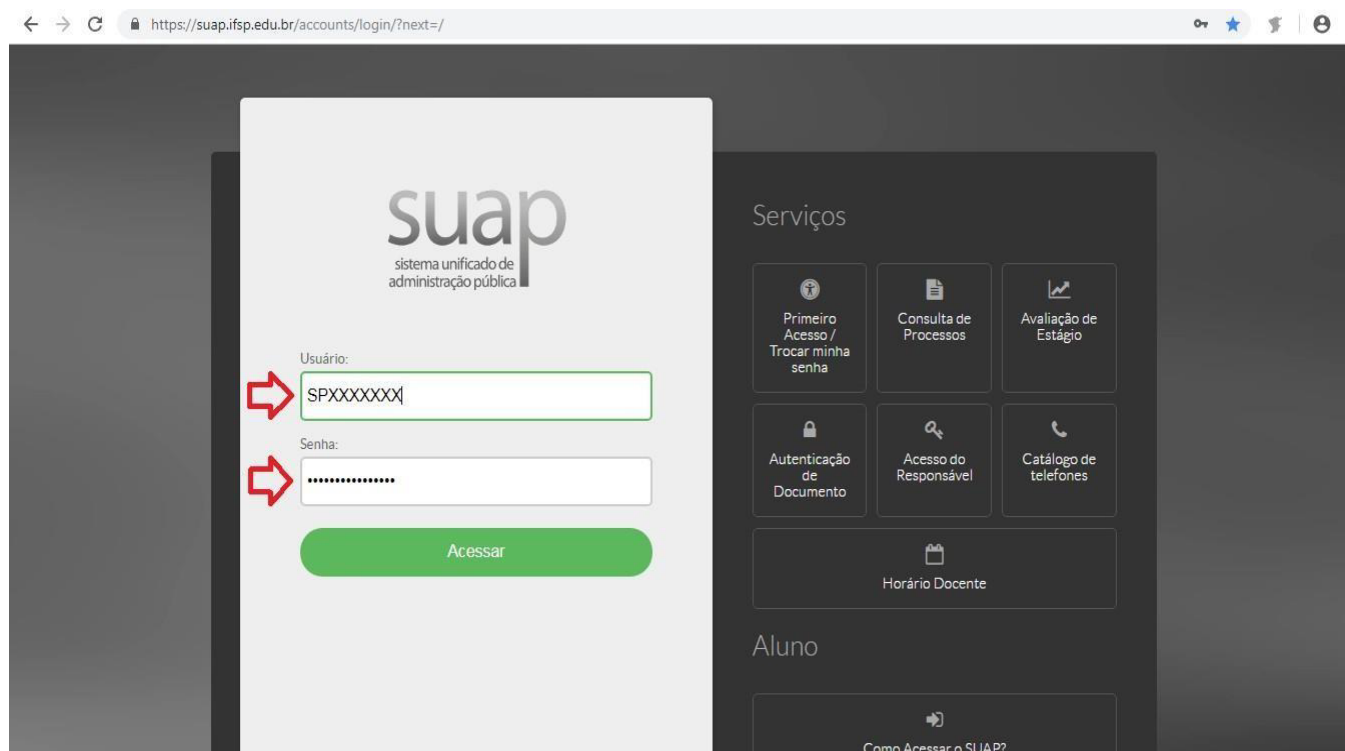 https://suap.ifsp.edu.br/accounts/login/?next=/
suap
sistema unificado de
administração pública
Usuário:
SPXXXXXXX
Senha:
••••••••••••••••
Acessar
Serviços
Primeiro
Acesso /
Trocar minha
senha
Consulta de
Processos
Avaliação de
Estágio
Autenticação
de
Documento
Acesso do
Responsável
Catálogo de
telefones
Horário Docente
Aluno
Como Acessar o SUAP?